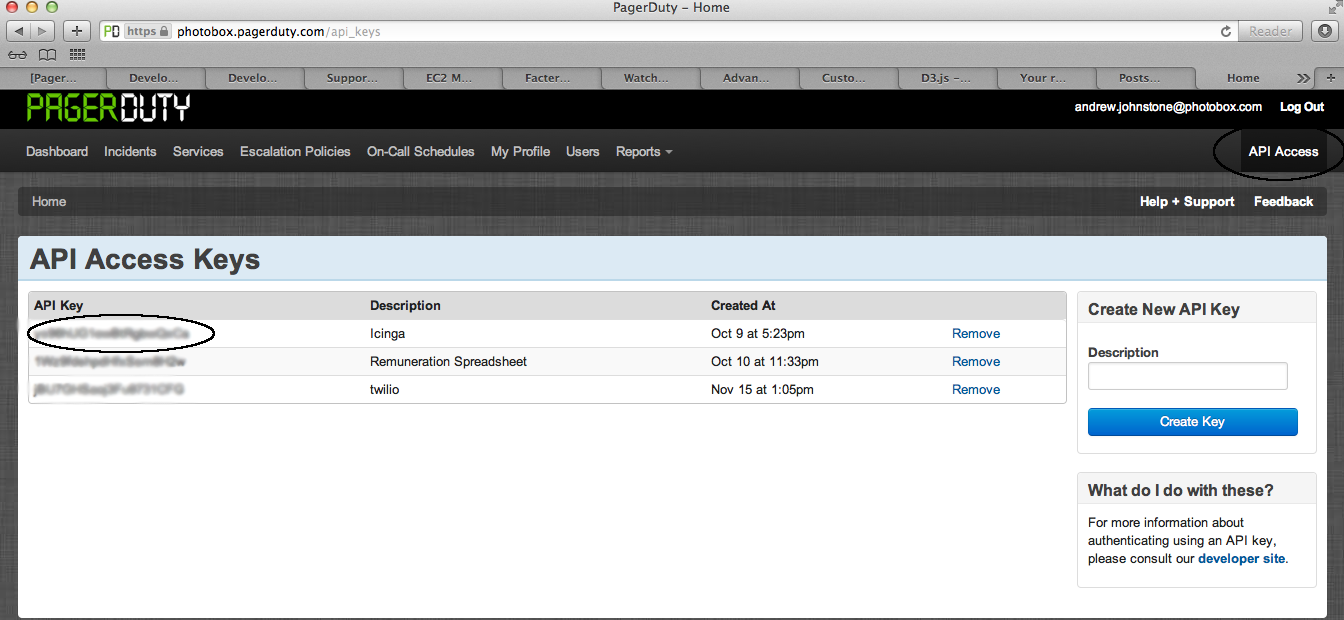 PagerDuty – Home
PD https photobox.pagerduty.com/api_keys Reader
[Pager... Develo... Develo... Suppor... EC2 M... Facter... Watch... Advan... Custo... D3.js –... Your r... Posts... Home
PAGERDUTY andrew.johnstone@photobox.com Log Out
Dashboard Incidents Services Escalation Policies On-Call Schedules My Profile Users Reports API Access
Home Help + Support Feedback
API Access Keys
API Key Description Created At
Icinga Oct 9 at 5:23pm Remove
Remuneration Spreadsheet Oct 10 at 11:33pm Remove
twilio Nov 15 at 1:05pm Remove
Create New API Key
Description
Create Key
What do I do with these?
For more information about
authenticating using an API key,
please consult our developer site.